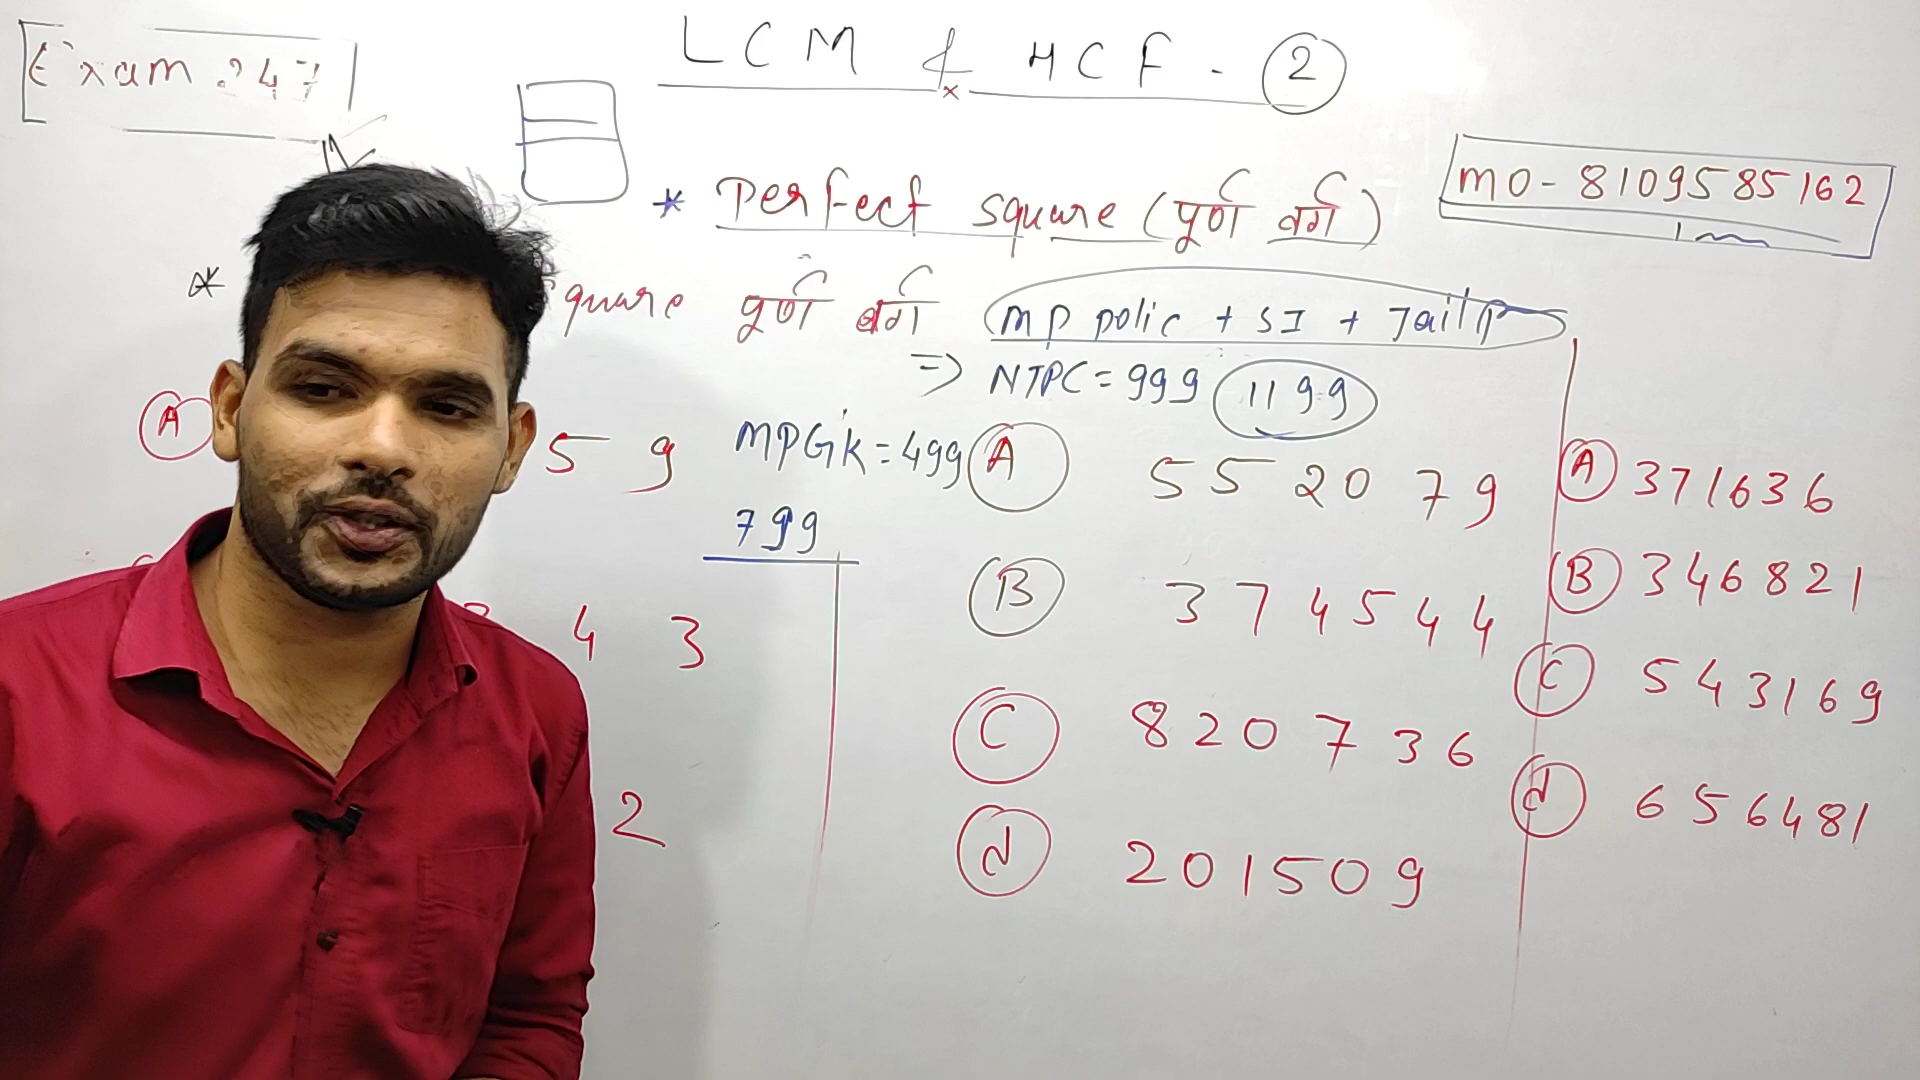 Exam 247
LCM & HCF - 2
MO - 8109585162
* Perfect square (पूर्ण वर्ग)
* quare पूर्ण वर्ग (MP polic + SI + Jail P
=> NTPC = 999 1199
MPGK = 499
799
A 5 9
4 3
2
A 552079
B 374544
C 820736
d 201509
A 371636
B 346821
C 543169
d 656481